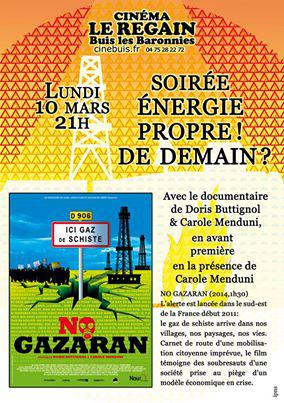 CINÉMA
LE REGAIN
Buis les Baronnies
cinebuis.fr 04 75 28 22 72
LUNDI
10 MARS
21H
SOIRÉE
ÉNERGIE
PROPRE!
DE DEMAIN?
D 906
ICI GAZ
DE SCHISTE
NO
GAZARAN
Avec le documentaire
de Doris Buttignol
& Carole Menduni,
en avant
première
en la présence de
Carole Menduni
NO GAZARAN (2014,1h30)
L'alerte est lancée dans le sud-est
de la France début 2011:
le gaz de schiste arrive dans nos
villages, nos paysages, nos vies.
Carnet de route d'une mobilisa-
tion citoyenne imprévue, le film
témoigne des soubresauts d'une
société prise au piège d'un
modèle économique en crise.